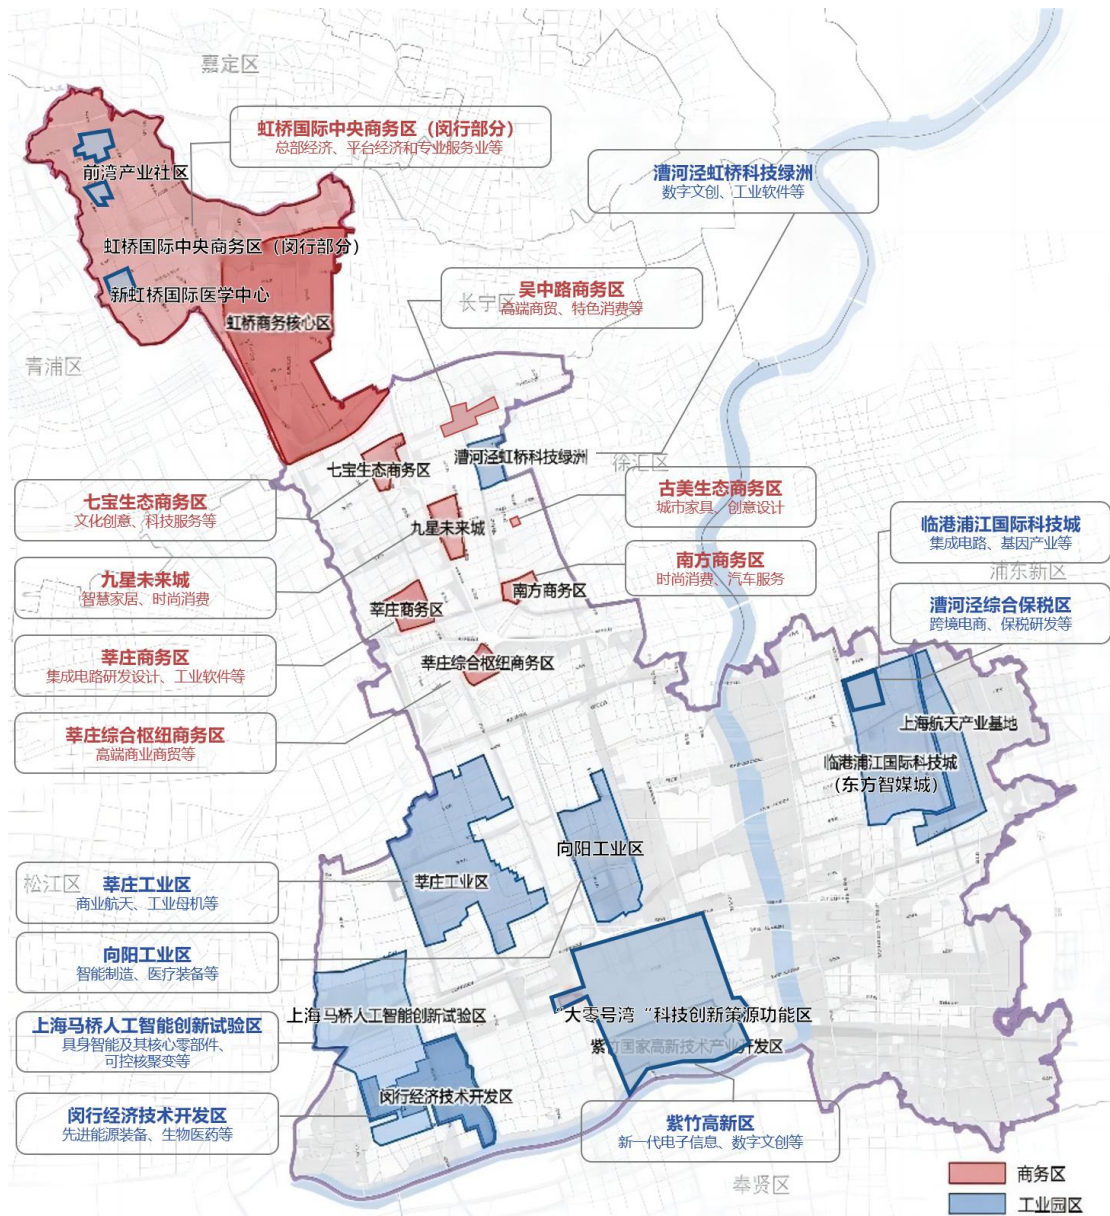 嘉定区
虹桥国际中央商务区（闵行部分）
总部经济、平台经济和专业服务业等
漕河泾虹桥科技绿洲
数字文创、工业软件等
前湾产业社区
虹桥国际中央商务区（闵行部分）
新虹桥国际医学中心
虹桥商务核心区
长宁区
吴中路商务区
高端商贸、特色消费等
青浦区
七宝生态商务区
漕河泾虹桥科技绿洲
徐汇区
七宝生态商务区
文化创意、科技服务等
古美生态商务区
城市家具、创意设计
九星未来城
临港浦江国际科技城
集成电路、基因产业等
九星未来城
智慧家居、时尚消费
南方商务区
时尚消费、汽车服务
浦东新区
南方商务区
漕河泾综合保税区
跨境电商、保税研发等
莘庄商务区
莘庄商务区
集成电路研发设计、工业软件等
莘庄综合枢纽商务区
莘庄综合枢纽商务区
高端商业商贸等
上海航天产业基地
临港浦江国际科技城
（东方智媒城）
向阳工业区
松江区
莘庄工业区
商业航天、工业母机等
莘庄工业区
向阳工业区
智能制造、医疗装备等
上海马桥人工智能创新试验区
具身智能及其核心零部件、
可控核聚变等
上海马桥人工智能创新试验区
“大零号湾“科技创新策源功能区
紫竹国家高新技术产业开发区
闵行经济技术开发区
闵行经济技术开发区
先进能源装备、生物医药等
紫竹高新区
新一代电子信息、数字文创等
奉贤区
商务区
工业园区